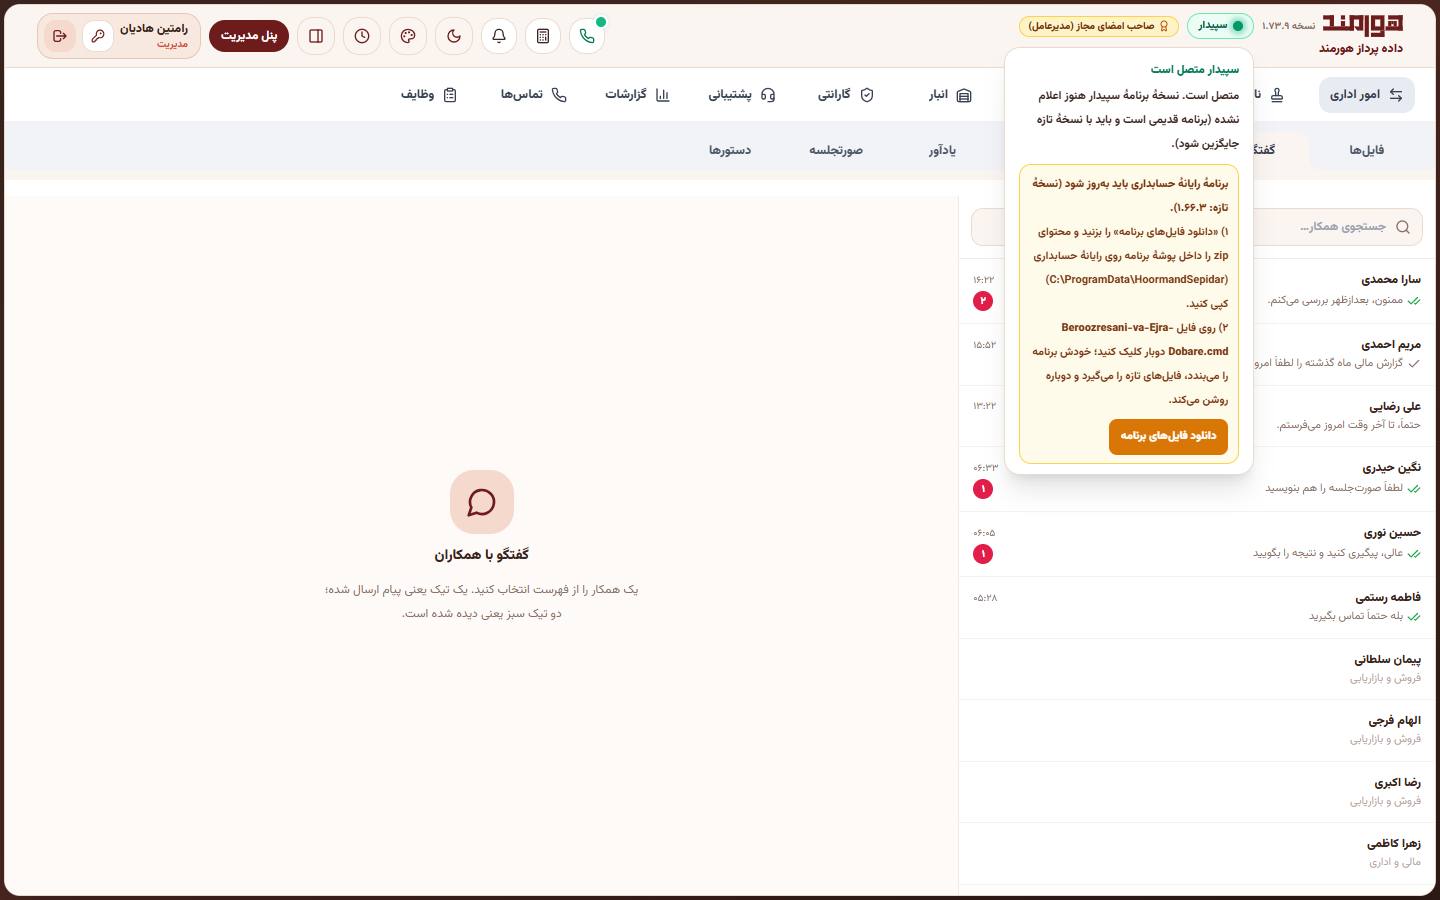 هورمند
داده پرداز هورمند
نسخه ۱.۷۳.۹
سپیدار
صاحب امضای مجاز (مدیرعامل)
پنل مدیریت
رامتین هادیان
مدیریت
امور اداری
نا
انبار
گارانتی
پشتیبانی
گزارشات
تماس‌ها
وظایف
فایل‌ها
گفتگ
یادآور
صورتجلسه
دستورها
سپیدار متصل است
متصل است. نسخهٔ برنامهٔ سپیدار هنوز اعلام
نشده (برنامه قدیمی است و باید با نسخهٔ تازه
جایگزین شود).
برنامهٔ رایانهٔ حسابداری باید به‌روز شود (نسخهٔ
تازه: ۱.۶۶.۳).
۱) «دانلود فایل‌های برنامه» را بزنید و محتوای
zip را داخل پوشهٔ برنامه روی رایانهٔ حسابداری
(C:\ProgramData\HoormandSepidar)
کپی کنید.
۲) روی فایل Beroozresani-va-Ejra-
Dobare.cmd دوبار کلیک کنید؛ خودش برنامه
را می‌بندد، فایل‌های تازه را می‌گیرد و دوباره
روشن می‌کند.
دانلود فایل‌های برنامه
جستجوی همکار...
سارا محمدی
۱۶:۲۲
ممنون، بعدازظهر بررسی می‌کنم.
۲
مریم احمدی
۱۵:۵۲
گزارش مالی ماه گذشته را لطفاً امرو
علی رضایی
۱۳:۲۲
حتماً، تا آخر وقت امروز می‌فرستم.
نگین حیدری
۰۶:۳۳
لطفاً صورت‌جلسه را هم بنویسید
۱
حسین نوری
۰۶:۰۵
عالی، پیگیری کنید و نتیجه را بگویید
۱
فاطمه رستمی
۰۵:۲۸
بله حتماً تماس بگیرید
پیمان سلطانی
فروش و بازاریابی
الهام فرجی
فروش و بازاریابی
رضا اکبری
فروش و بازاریابی
زهرا کاظمی
مالی و اداری
گفتگو با همکاران
یک همکار را از فهرست انتخاب کنید. یک تیک یعنی پیام ارسال شده؛
دو تیک سبز یعنی دیده شده است.